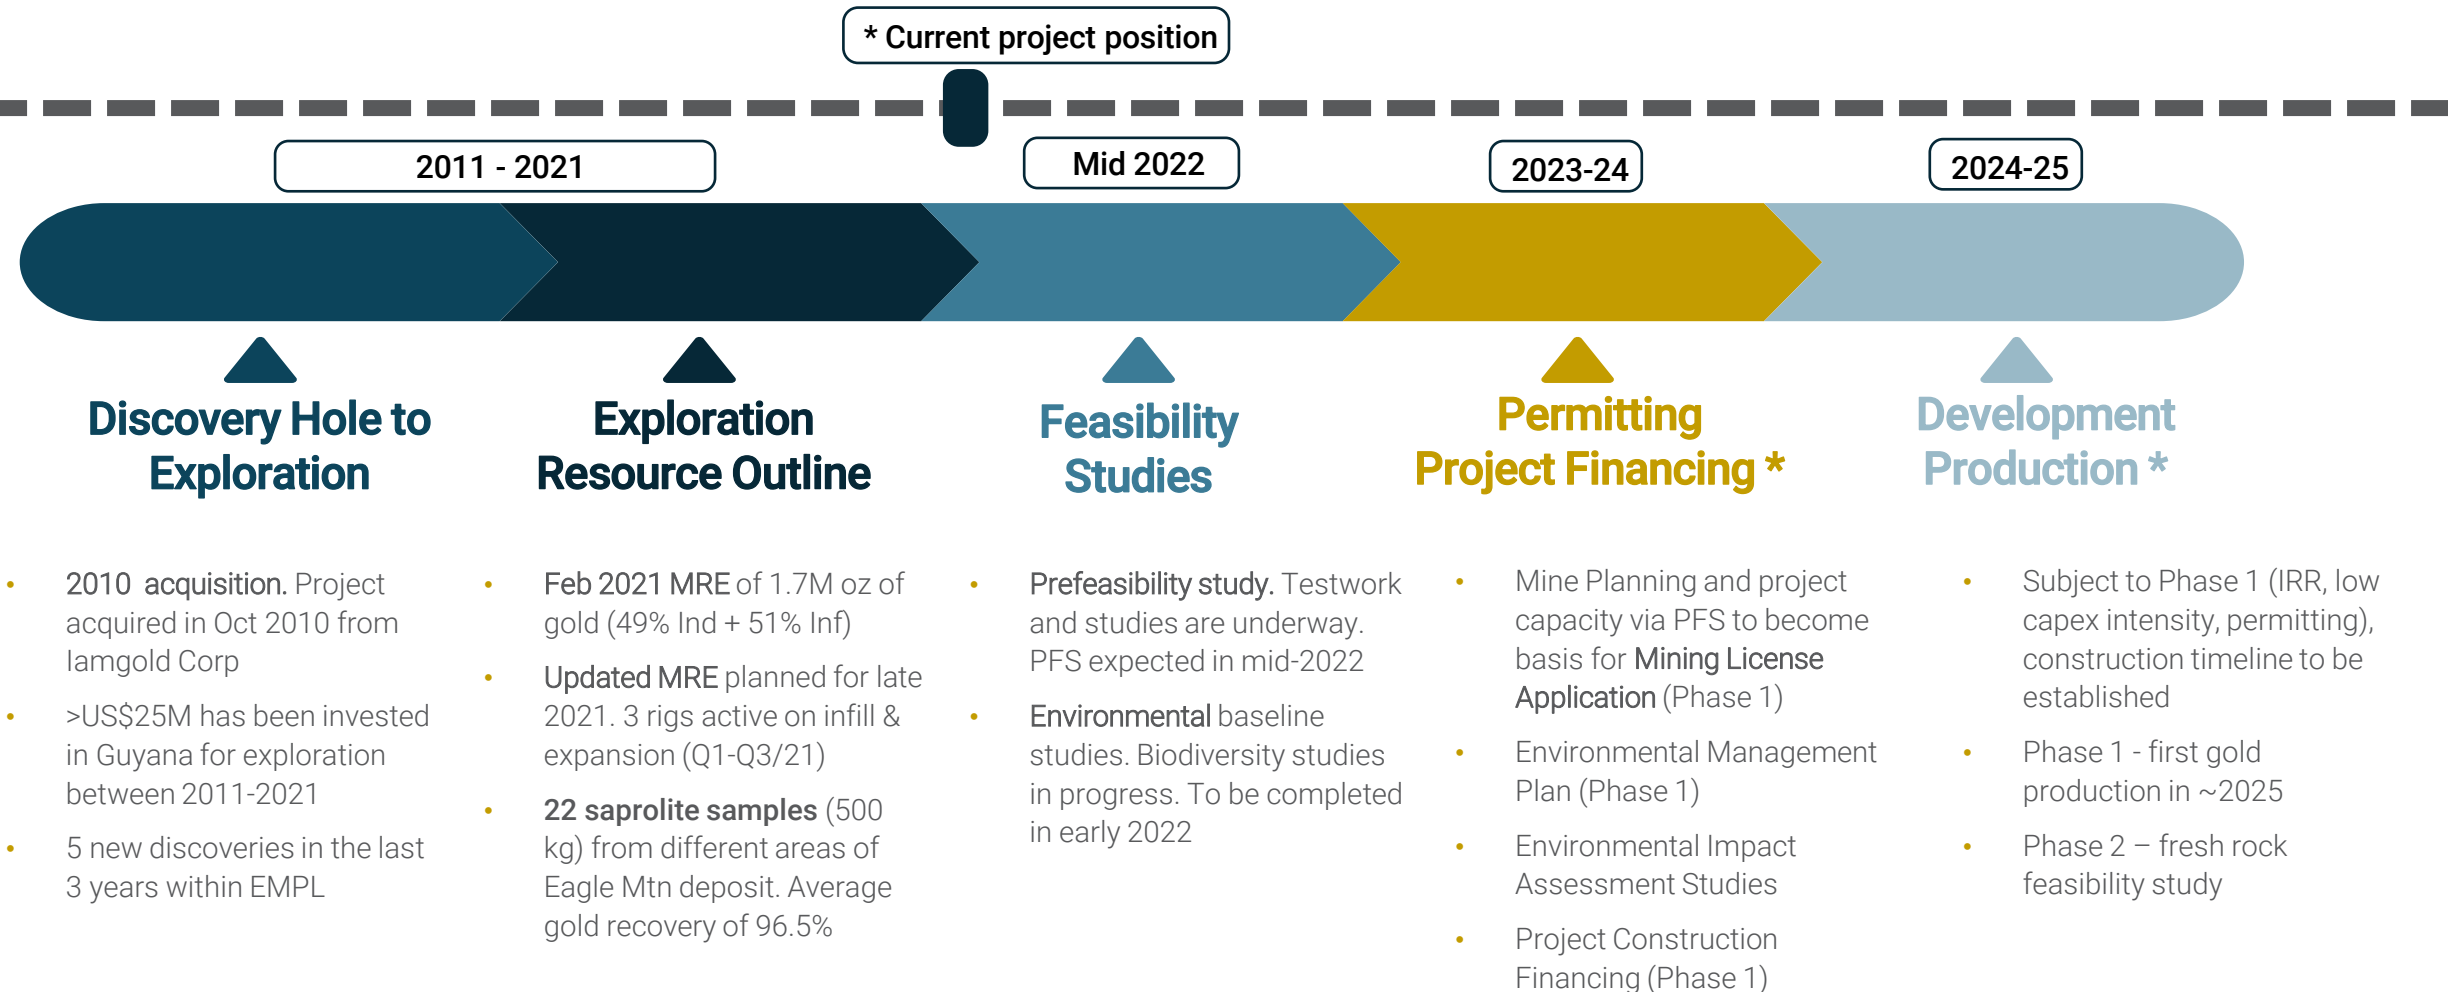 * Current project position
2011 - 2021
Mid 2022
2023-24
2024-25
Discovery Hole to
Exploration
• 2010 acquisition. Project
acquired in Oct 2010 from
Iamgold Corp
• >US$25M has been invested
in Guyana for exploration
between 2011-2021
• 5 new discoveries in the last
3 years within EMPL
Exploration
Resource Outline
• Feb 2021 MRE of 1.7M oz of
gold (49% Ind + 51% Inf)
• Updated MRE planned for late
2021. 3 rigs active on infill &
expansion (Q1-Q3/21)
• 22 saprolite samples (500
kg) from different areas of
Eagle Mtn deposit. Average
gold recovery of 96.5%
Feasibility
Studies
• Prefeasibility study. Testwork
and studies are underway.
PFS expected in mid-2022
• Environmental baseline
studies. Biodiversity studies
in progress. To be completed
in early 2022
Permitting
Project Financing *
• Mine Planning and project
capacity via PFS to become
basis for Mining License
Application (Phase 1)
• Environmental Management
Plan (Phase 1)
• Environmental Impact
Assessment Studies
• Project Construction
Financing (Phase 1)
Development
Production *
• Subject to Phase 1 (IRR, low
capex intensity, permitting),
construction timeline to be
established
• Phase 1 - first gold
production in ~2025
• Phase 2 – fresh rock
feasibility study